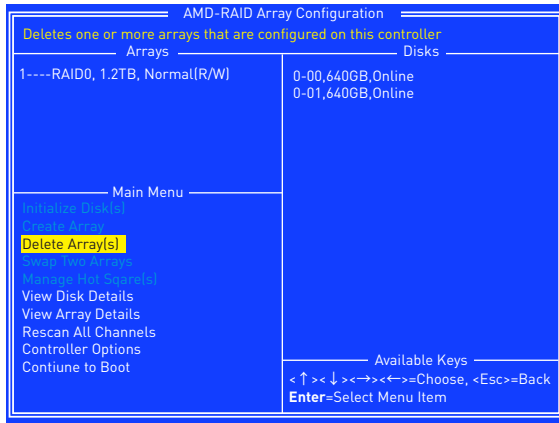 AMD-RAID Array Configuration
Deletes one or more arrays that are configured on this controller
Arrays
1----RAID0, 1.2TB, Normal(R/W)
Disks
0-00,640GB,Online
0-01,640GB,Online
Main Menu
Initialize Disk(s)
Create Array
Delete Array(s)
Swap Two Arrays
Manage Hot Sqare(s)
View Disk Details
View Array Details
Rescan All Channels
Controller Options
Contiune to Boot
Available Keys
<↑><↓><→><←>=Choose, <Esc>=Back
Enter=Select Menu Item